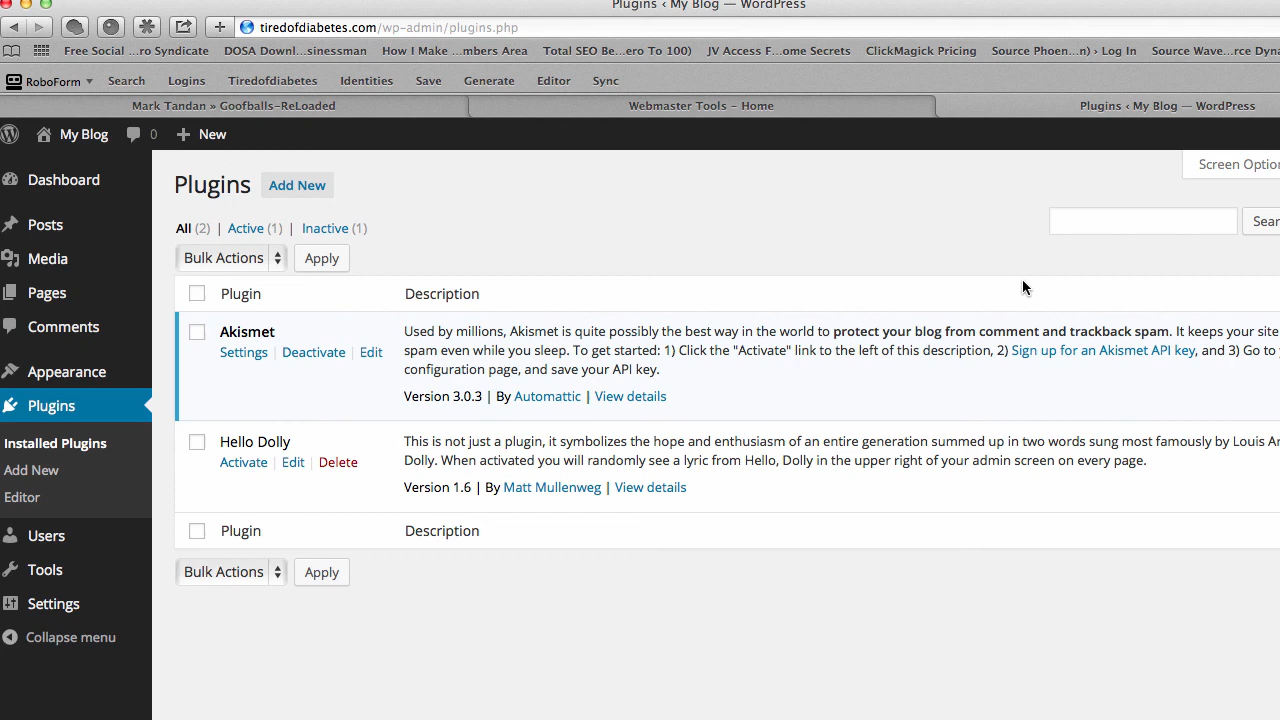 Plugins ‹ My Blog — WordPress
tiredofdiabetes.com/wp-admin/plugins.php
Free Social ...ro Syndicate DOSA Downl...sinessman How I Make ...mbers Area Total SEO Be...ero To 100) JV Access F...ome Secrets ClickMagick Pricing Source Phoen...n) › Log In Source Wave...rce Dyna
RoboForm Search Logins Tiredofdiabetes Identities Save Generate Editor Sync
Mark Tandan » Goofballs-ReLoaded Webmaster Tools – Home Plugins ‹ My Blog — WordPress
My Blog 0 + New
Screen Optio
Dashboard
Plugins Add New
Posts
All (2) | Active (1) | Inactive (1)
Sear
Media
Bulk Actions Apply
Pages
Plugin Description
Comments
Akismet Used by millions, Akismet is quite possibly the best way in the world to protect your blog from comment and trackback spam. It keeps your site
Settings | Deactivate | Edit spam even while you sleep. To get started: 1) Click the "Activate" link to the left of this description, 2) Sign up for an Akismet API key, and 3) Go to
configuration page, and save your API key.
Appearance
Version 3.0.3 | By Automattic | View details
Plugins
Installed Plugins
Hello Dolly This is not just a plugin, it symbolizes the hope and enthusiasm of an entire generation summed up in two words sung most famously by Louis Ar
Activate | Edit | Delete Dolly. When activated you will randomly see a lyric from Hello, Dolly in the upper right of your admin screen on every page.
Add New
Version 1.6 | By Matt Mullenweg | View details
Editor
Plugin Description
Users
Bulk Actions Apply
Tools
Settings
Collapse menu